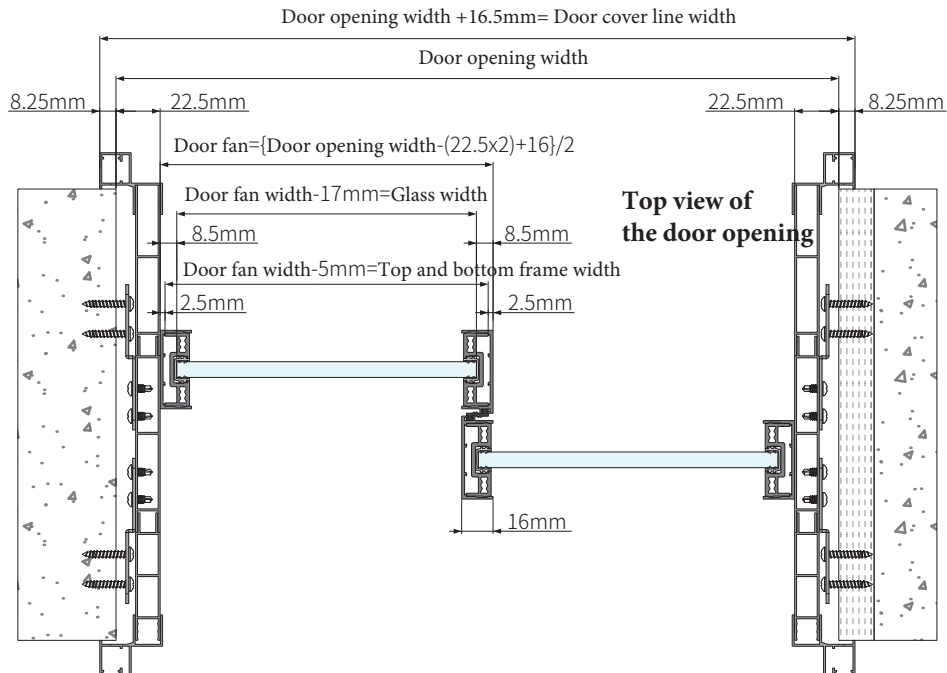 Door opening width +16.5mm= Door cover line width
Door opening width
8.25mm
22.5mm
22.5mm
8.25mm
Door fan={Door opening width-(22.5x2)+16}/2
Door fan width-17mm=Glass width
Top view of
the door opening
8.5mm
8.5mm
Door fan width-5mm=Top and bottom frame width
2.5mm
2.5mm
16mm